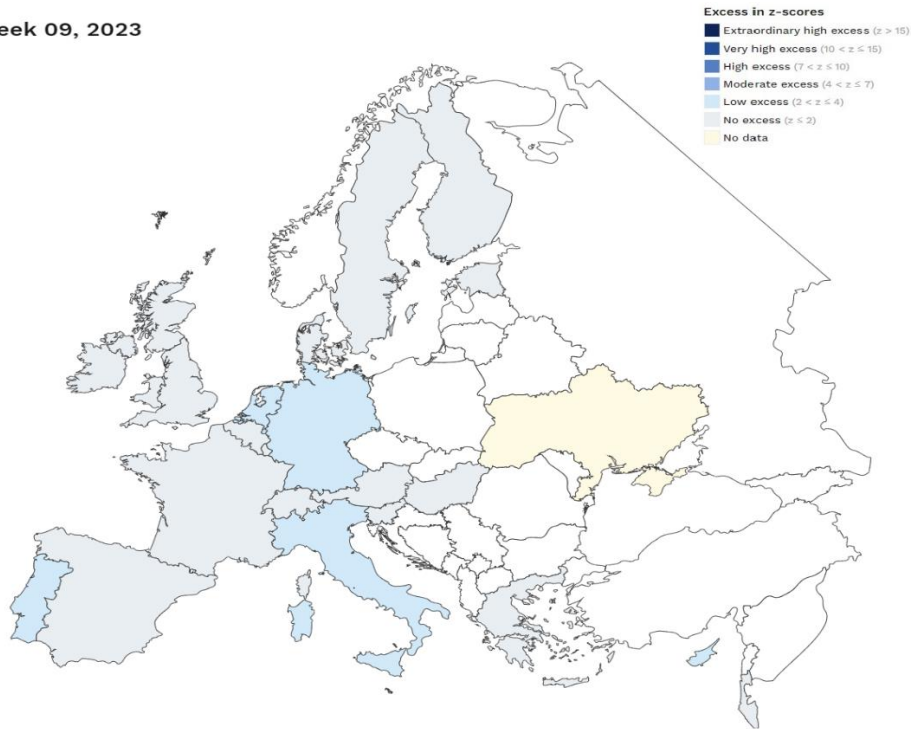 eek 09, 2023
Excess in z-scores
Extraordinary high excess (z > 15)
Very high excess (10 < z ≤ 15)
High excess (7 < z ≤ 10)
Moderate excess (4 < z ≤ 7)
Low excess (2 < z ≤ 4)
No excess (z ≤ 2)
No data